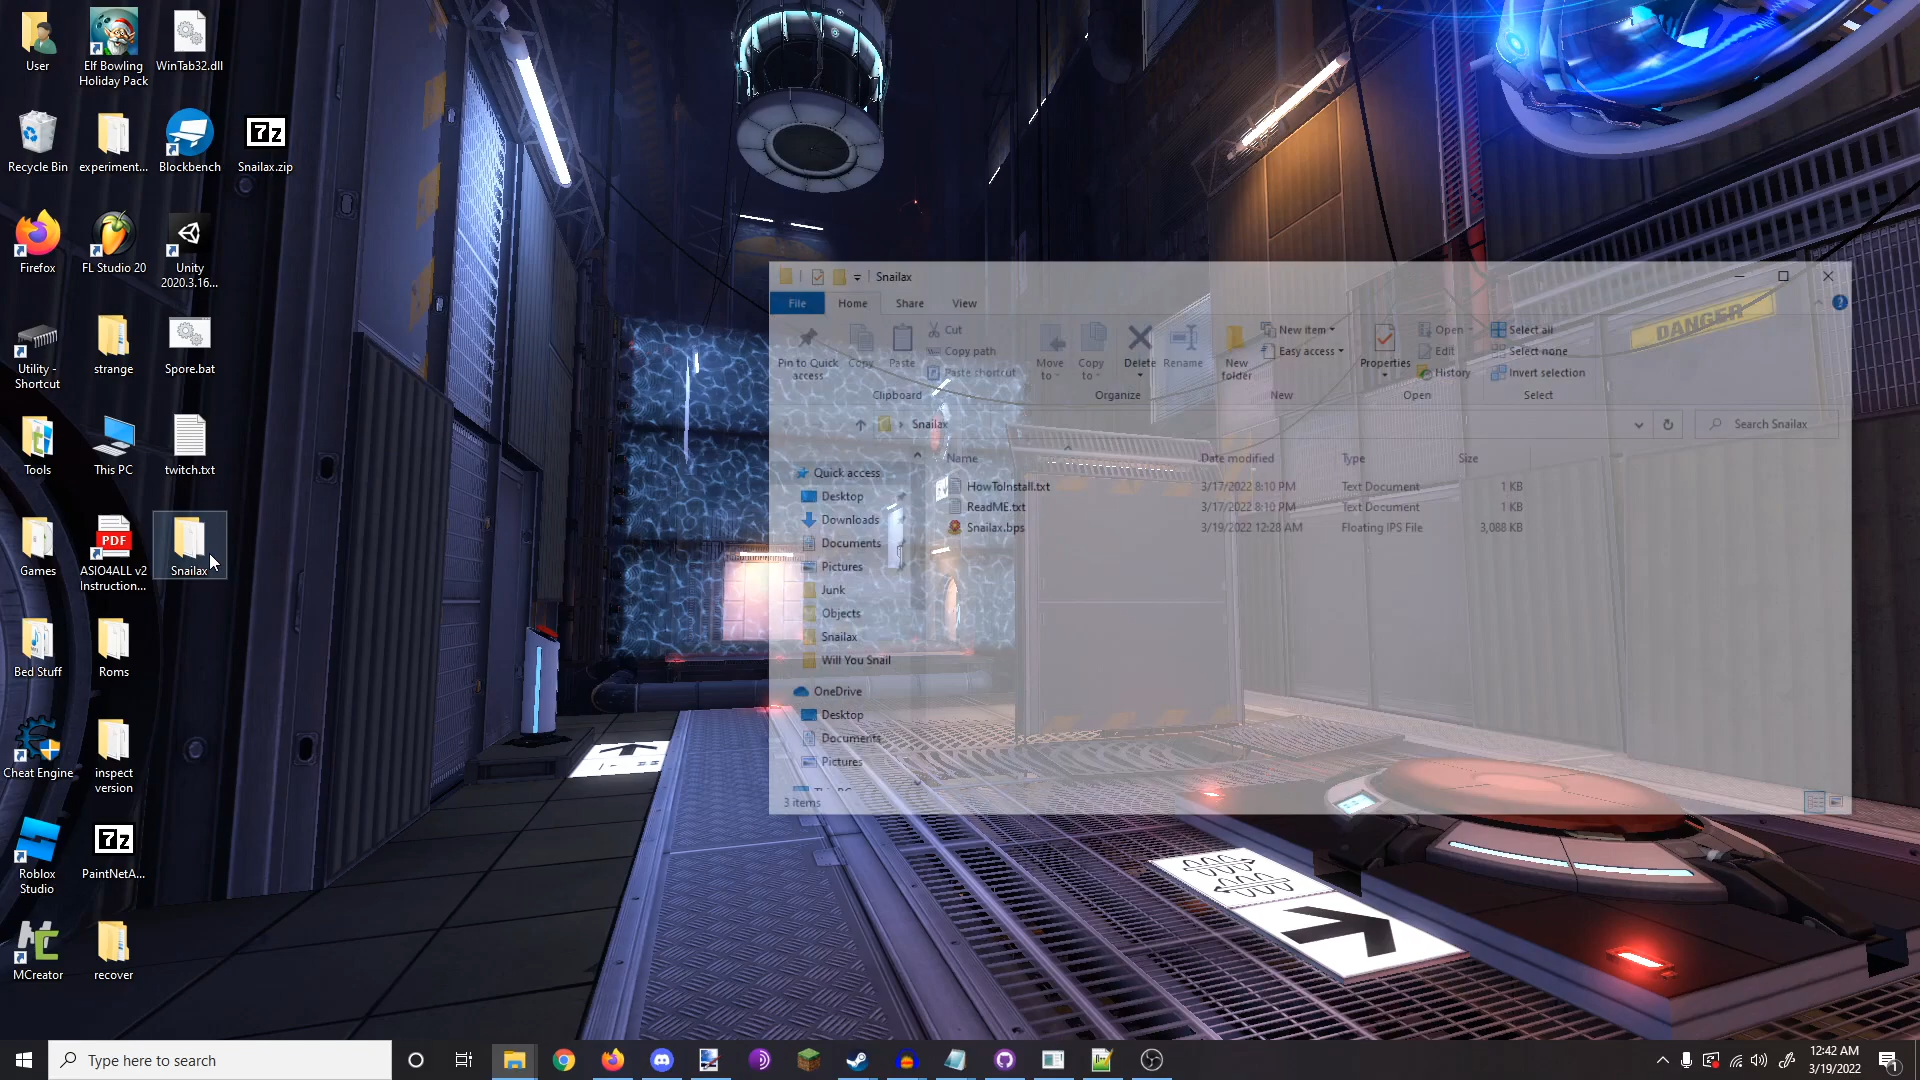 User
Elf Bowling
Holiday Pack
WinTab32.dll
Recycle Bin
experiment...
Blockbench
7z
Snailax.zip
Firefox
FL Studio 20
Unity
2020.3.16...
Utility -
Shortcut
strange
Spore.bat
Tools
This PC
twitch.txt
Games
PDF
ASIO4ALL v2
Instruction...
Snailax
Bed Stuff
Roms
Cheat Engine
inspect
version
Roblox
Studio
7z
PaintNetA...
MCreator
recover
Snailax
File
Home
Share
View
Pin to Quick
access
Copy
Paste
Cut
Copy path
Paste shortcut
Clipboard
Move
to
Copy
to
Delete
Rename
Organize
New
folder
New item
Easy access
New
Properties
Open
Edit
History
Open
Select all
Select none
Invert selection
Select
Snailax
Search Snailax
Name
Date modified
Type
Size
HowToInstall.txt
3/17/2022 8:10 PM
Text Document
1 KB
ReadME.txt
3/17/2022 8:10 PM
Text Document
1 KB
Snailax.bps
3/19/2022 12:28 AM
Floating IPS File
3,088 KB
Quick access
Desktop
Downloads
Documents
Pictures
Junk
Objects
Snailax
Will You Snail
OneDrive
Desktop
Documents
Pictures
This PC
3 items
DANGER
Type here to search
12:42 AM
3/19/2022
1